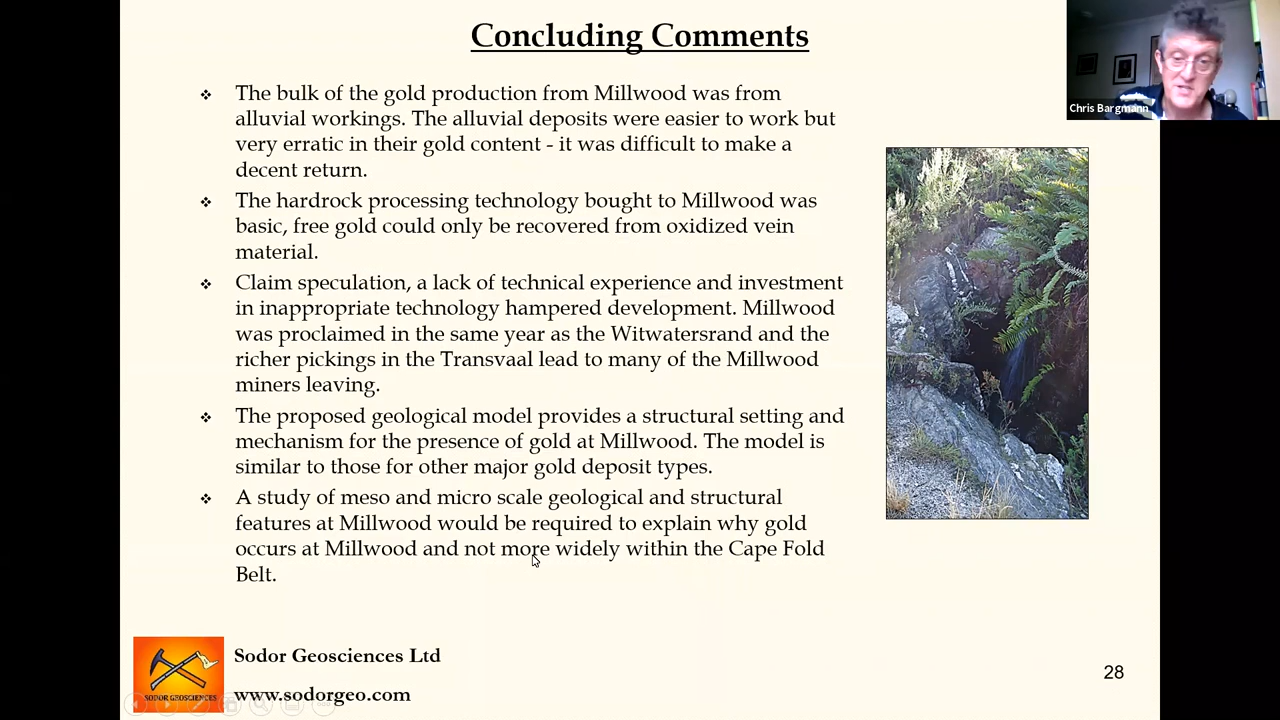 Concluding Comments
Chris Bargmann
❖ The bulk of the gold production from Millwood was from
alluvial workings. The alluvial deposits were easier to work but
very erratic in their gold content - it was difficult to make a
decent return.
❖ The hardrock processing technology bought to Millwood was
basic, free gold could only be recovered from oxidized vein
material.
❖ Claim speculation, a lack of technical experience and investment
in inappropriate technology hampered development. Millwood
was proclaimed in the same year as the Witwatersrand and the
richer pickings in the Transvaal lead to many of the Millwood
miners leaving.
❖ The proposed geological model provides a structural setting and
mechanism for the presence of gold at Millwood. The model is
similar to those for other major gold deposit types.
❖ A study of meso and micro scale geological and structural
features at Millwood would be required to explain why gold
occurs at Millwood and not more widely within the Cape Fold
Belt.
SODOR GEOSCIENCES
Sodor Geosciences Ltd
www.sodorgeo.com
28